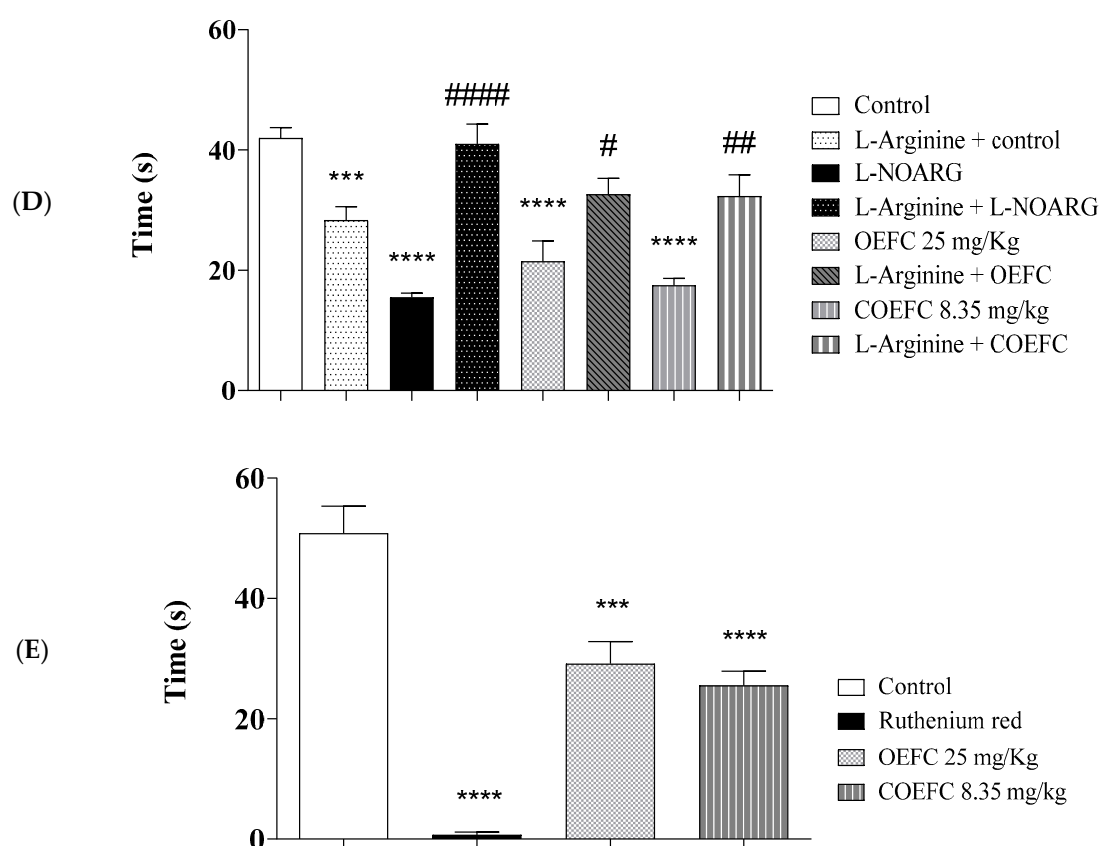 (D)
Time (s)
60
40
20
0
***
****
####
****
#
****
##
Control
L-Arginine + control
L-NOARG
L-Arginine + L-NOARG
OEFC 25 mg/Kg
L-Arginine + OEFC
COEFC 8.35 mg/kg
L-Arginine + COEFC
(E)
Time (s)
60
40
20
0
****
***
****
Control
Ruthenium red
OEFC 25 mg/Kg
COEFC 8.35 mg/kg